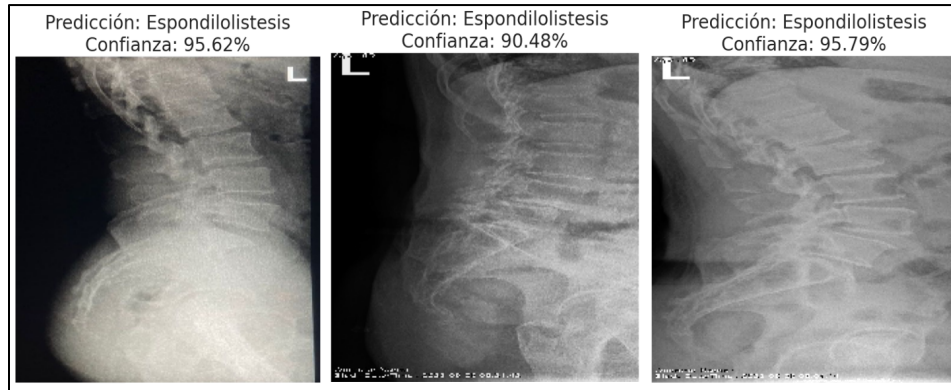 Predicción: Espondilolistesis
Confianza: 95.62%
Predicción: Espondilolistesis
Confianza: 90.48%
Predicción: Espondilolistesis
Confianza: 95.79%
L
L
L